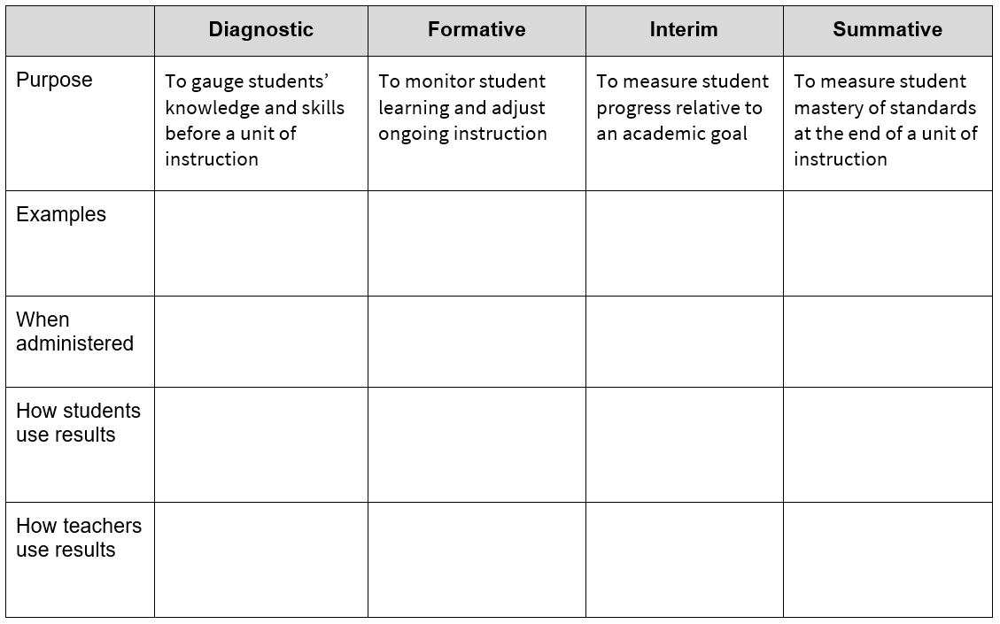 Diagnostic
Formative
Interim
Summative
Purpose
To gauge students’
knowledge and skills
before a unit of
instruction
To monitor student
learning and adjust
ongoing instruction
To measure student
progress relative to
an academic goal
To measure student
mastery of standards
at the end of a unit of
instruction
Examples
When
administered
How students
use results
How teachers
use results